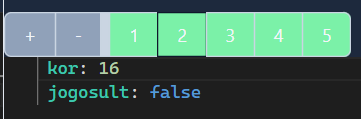 + - 1 2 3 4 5
kor: 16
jogosult: false